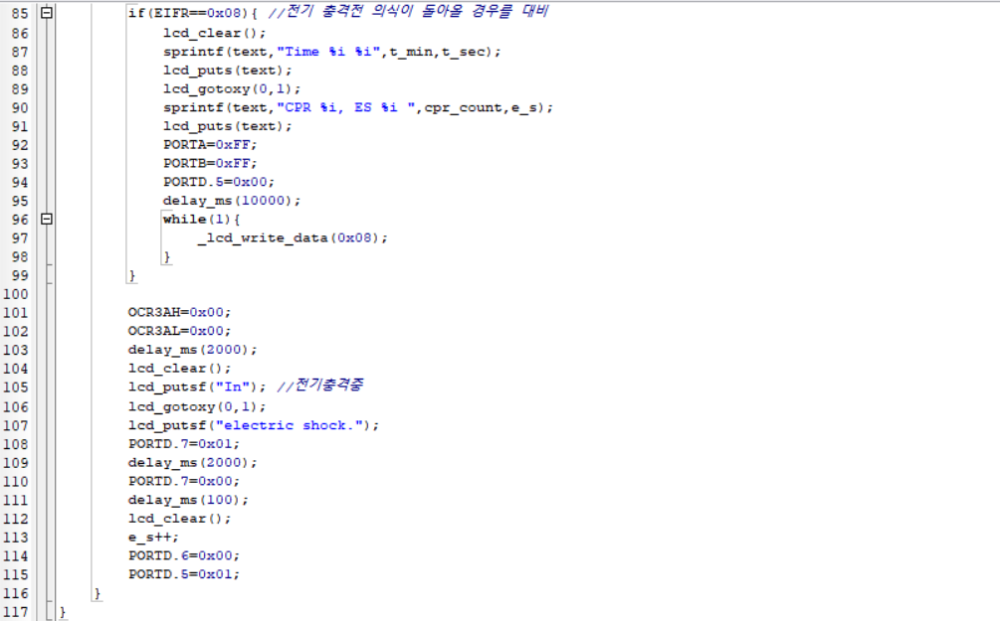 85 if(EIFR==0x08){ //전기 충격전 의식이 돌아올 경우를 대비
86 lcd_clear();
87 sprintf(text,"Time %i %i",t_min,t_sec);
88 lcd_puts(text);
89 lcd_gotoxy(0,1);
90 sprintf(text,"CPR %i, ES %i ",cpr_count,e_s);
91 lcd_puts(text);
92 PORTA=0xFF;
93 PORTB=0xFF;
94 PORTD.5=0x00;
95 delay_ms(10000);
96 while(1){
97 _lcd_write_data(0x08);
98 }
99 }
100
101 OCR3AH=0x00;
102 OCR3AL=0x00;
103 delay_ms(2000);
104 lcd_clear();
105 lcd_putsf("In"); //전기충격중
106 lcd_gotoxy(0,1);
107 lcd_putsf("electric shock.");
108 PORTD.7=0x01;
109 delay_ms(2000);
110 PORTD.7=0x00;
111 delay_ms(100);
112 lcd_clear();
113 e_s++;
114 PORTD.6=0x00;
115 PORTD.5=0x01;
116 }
117 }